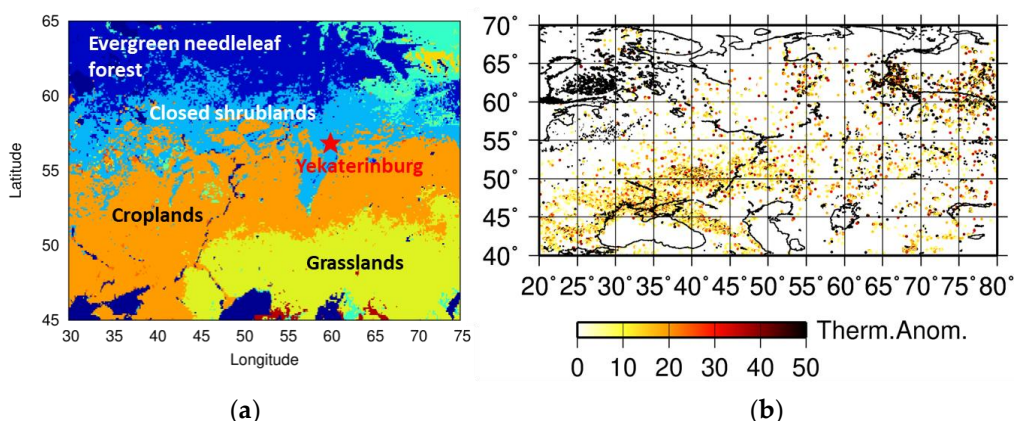 Evergreen needleleaf
forest
Closed shrublands
Yekaterinburg
Croplands
Grasslands
65
60
55
50
45
Latitude
30 35 40 45 50 55 60 65 70 75
Longitude
(a)
70˚
65˚
60˚
55˚
50˚
45˚
40˚
20˚ 25˚ 30˚ 35˚ 40˚ 45˚ 50˚ 55˚ 60˚ 65˚ 70˚ 75˚ 80˚
Therm.Anom.
0 10 20 30 40 50
(b)